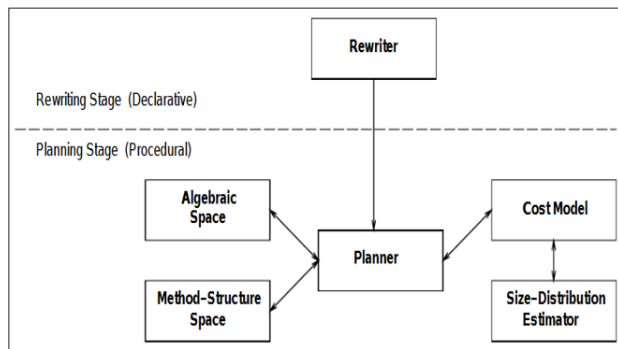 Rewriter
Rewriting Stage (Declarative)
Planning Stage (Procedural)
Algebraic
Space
Cost Model
Planner
Method-Structure
Space
Size-Distribution
Estimator